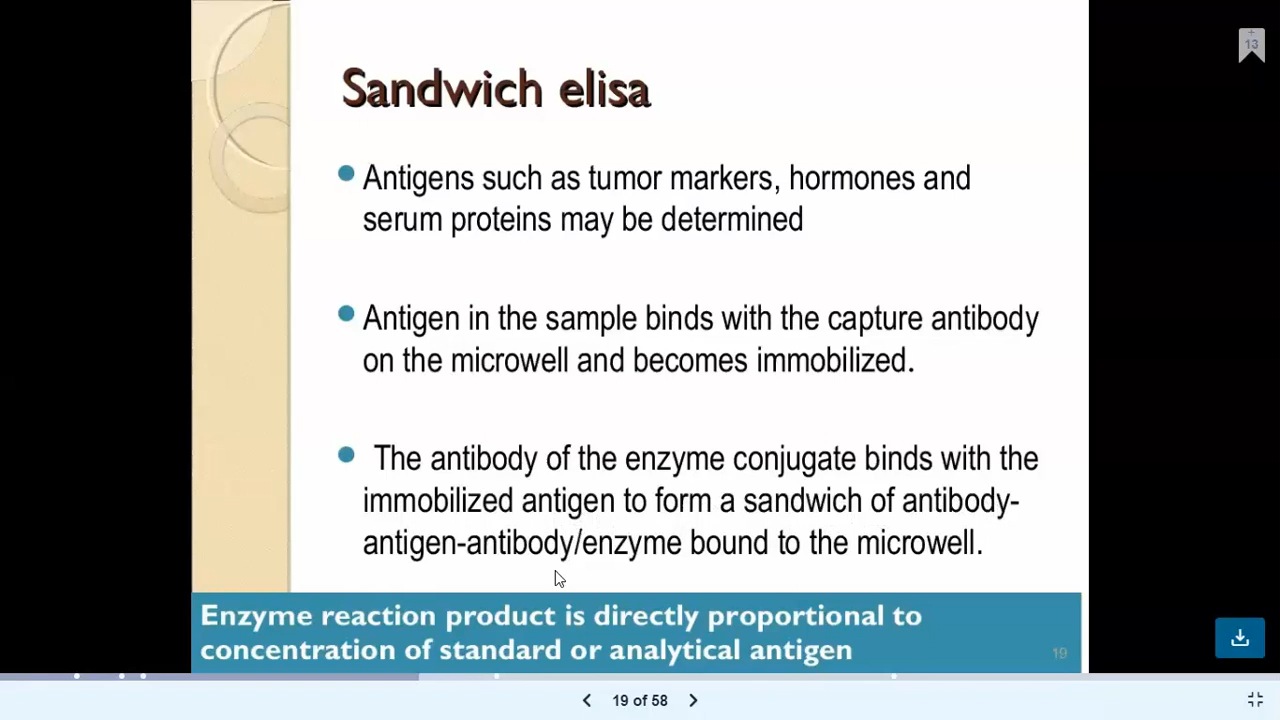 +
13
Sandwich elisa
Antigens such as tumor markers, hormones and
serum proteins may be determined
Antigen in the sample binds with the capture antibody
on the microwell and becomes immobilized.
The antibody of the enzyme conjugate binds with the
immobilized antigen to form a sandwich of antibody-
antigen-antibody/enzyme bound to the microwell.
Enzyme reaction product is directly proportional to
concentration of standard or analytical antigen
19
19 of 58